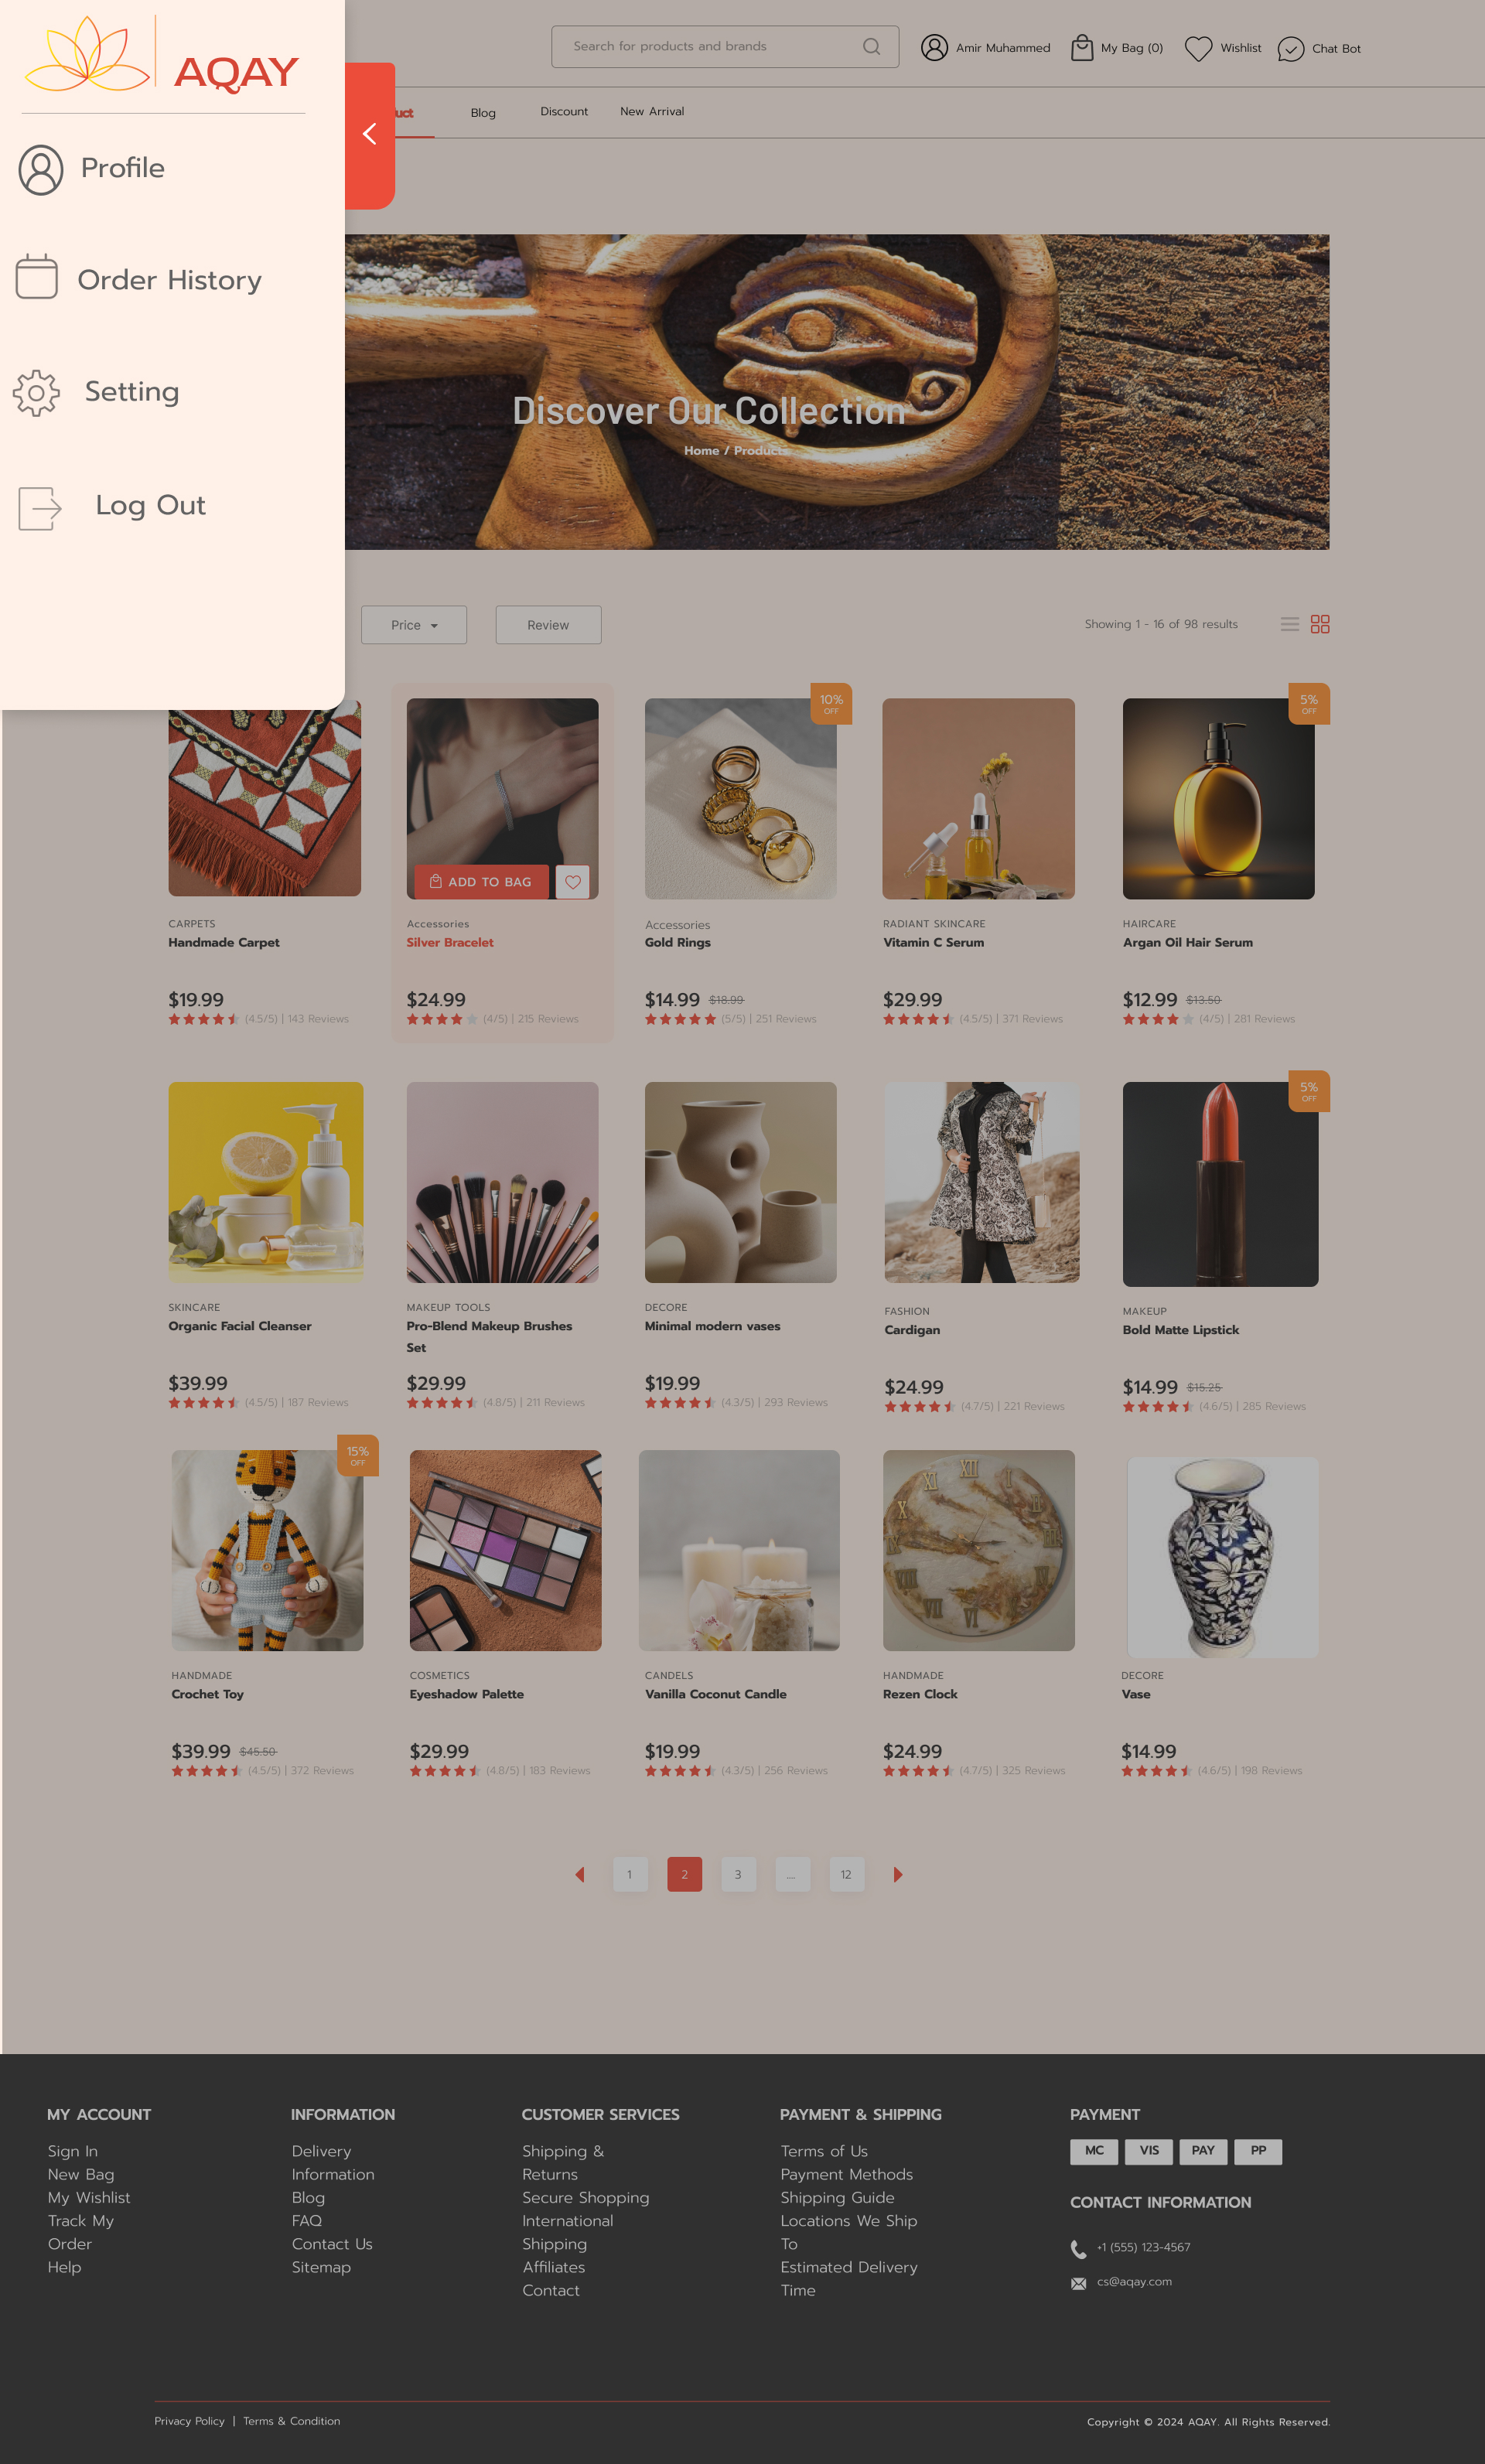 AQAY
Search for products and brands
Amir Muhammed
My Bag (0)
Wishlist
Chat Bot
Blog
Discount
New Arrival
Profile
Order History
Setting
Log Out
Discover Our Collection
Home / Products
Price
Review
Showing 1 - 16 of 98 results
10%
OFF
5%
OFF
ADD TO BAG
CARPETS
Handmade Carpet
$19.99
(4.5/5) | 143 Reviews
Accessories
Silver Bracelet
$24.99
(4/5) | 215 Reviews
Accessories
Gold Rings
$14.99 $18.99
(5/5) | 251 Reviews
RADIANT SKINCARE
Vitamin C Serum
$29.99
(4.5/5) | 371 Reviews
HAIRCARE
Argan Oil Hair Serum
$12.99 $13.50
(4/5) | 281 Reviews
5%
OFF
SKINCARE
Organic Facial Cleanser
$39.99
(4.5/5) | 187 Reviews
MAKEUP TOOLS
Pro-Blend Makeup Brushes
Set
$29.99
(4.8/5) | 211 Reviews
DECORE
Minimal modern vases
$19.99
(4.3/5) | 293 Reviews
FASHION
Cardigan
$24.99
(4.7/5) | 221 Reviews
MAKEUP
Bold Matte Lipstick
$14.99 $15.25
(4.6/5) | 285 Reviews
15%
OFF
XII
I
II
III
IV
VI
VII
VIII
IX
X
XI
HANDMADE
Crochet Toy
$39.99 $45.50
(4.5/5) | 372 Reviews
COSMETICS
Eyeshadow Palette
$29.99
(4.8/5) | 183 Reviews
CANDELS
Vanilla Coconut Candle
$19.99
(4.3/5) | 256 Reviews
HANDMADE
Rezen Clock
$24.99
(4.7/5) | 325 Reviews
DECORE
Vase
$14.99
(4.6/5) | 198 Reviews
1 2 3 .... 12
MY ACCOUNT
Sign In
New Bag
My Wishlist
Track My
Order
Help
INFORMATION
Delivery
Information
Blog
FAQ
Contact Us
Sitemap
CUSTOMER SERVICES
Shipping &
Returns
Secure Shopping
International
Shipping
Affiliates
Contact
PAYMENT & SHIPPING
Terms of Us
Payment Methods
Shipping Guide
Locations We Ship
To
Estimated Delivery
Time
PAYMENT
MC VIS PAY PP
CONTACT INFORMATION
+1 (555) 123-4567
cs@aqay.com
Privacy Policy | Terms & Condition
Copyright © 2024 AQAY. All Rights Reserved.